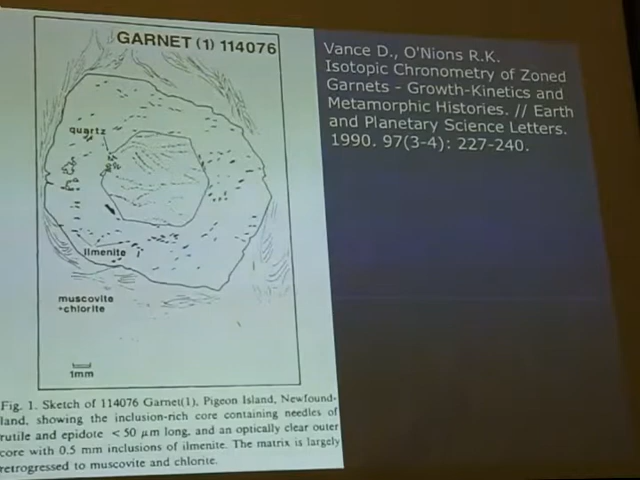 GARNET (1) 114076
quartz
Ilmenite
muscovite
+chlorite
1mm
Fig. 1. Sketch of 114076 Garnet(1), Pigeon Island, Newfound-
land, showing the inclusion-rich core containing needles of
rutile and epidote < 50 μm long, and an optically clear outer
core with 0.5 mm inclusions of ilmenite. The matrix is largely
retrogressed to muscovite and chlorite.
Vance D., O'Nions R.K.
Isotopic Chronometry of Zoned
Garnets - Growth-Kinetics and
Metamorphic Histories. // Earth
and Planetary Science Letters.
1990. 97(3-4): 227-240.